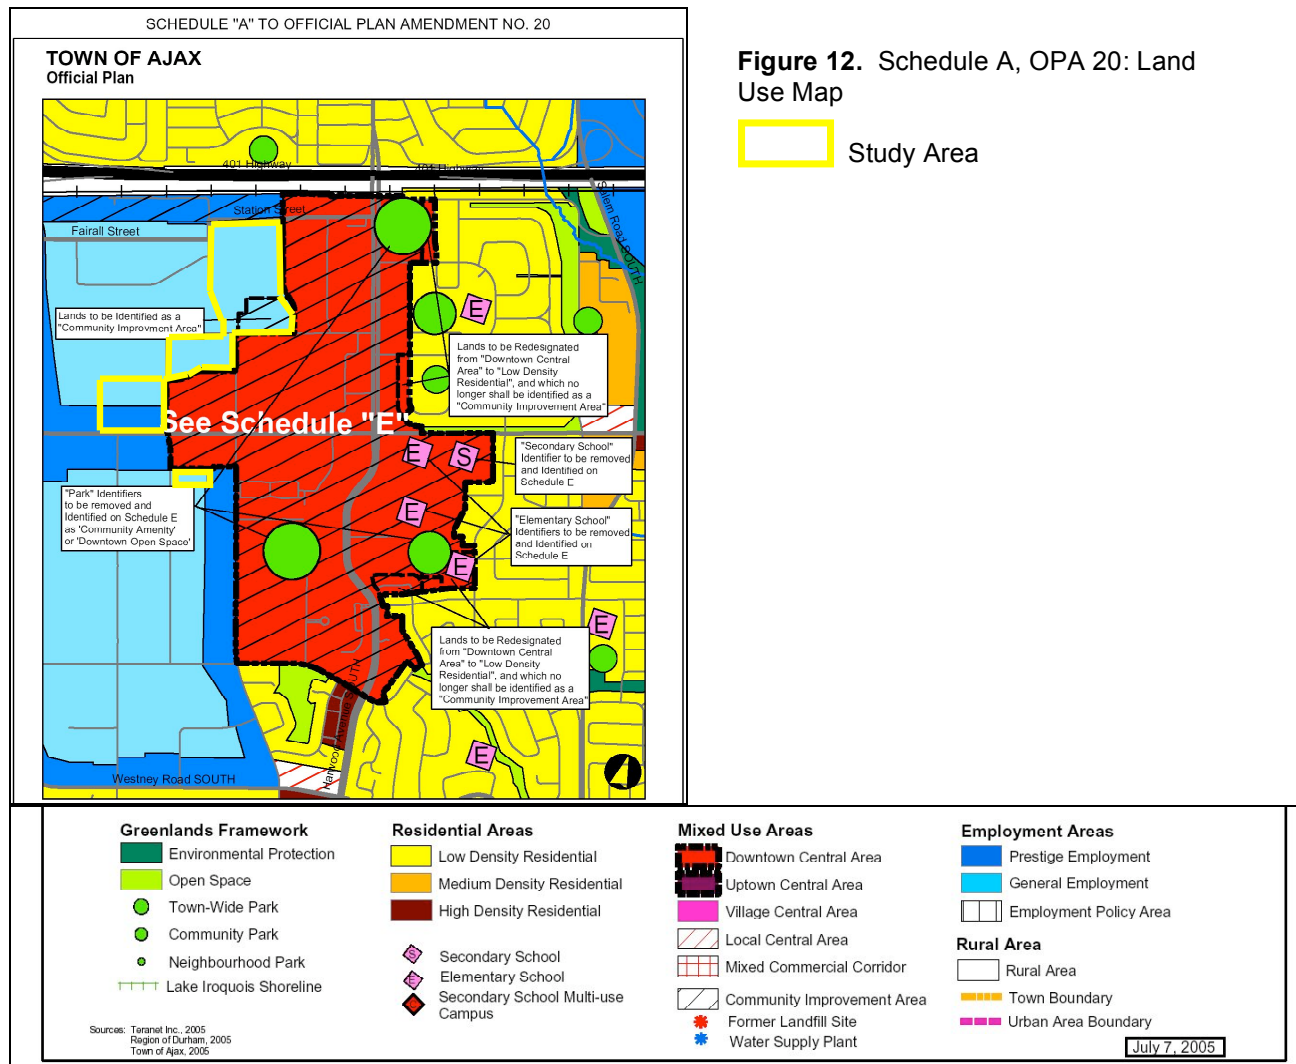 SCHEDULE "A" TO OFFICIAL PLAN AMENDMENT NO. 20
TOWN OF AJAX
Official Plan
Figure 12. Schedule A, OPA 20: Land
Use Map
Study Area
401 Highway
401 Highway
Station Street
Fairall Street
Salem Road SOUTH
Lands to be Identified as a
"Community Improvment Area"
E
Lands to be Redesignated
from "Downtown Central
Area" to "Low Density
Residential", and which no
longer shall be identified as a
"Community Improvement Area"
See Schedule "E"
E
S
"Secondary School"
Identifier to be removed
and Identified on
Schedule E
"Park" Identifiers
to be removed and
Identified on Schedule E
as 'Community Amenity'
or 'Downtown Open Space'
E
"Elementary School"
Identifiers to be removed
and Identified on
Schedule E
E
E
Lands to be Redesignated
from "Downtown Central
Area" to "Low Density
Residential", and which no
longer shall be identified as a
"Community Improvement Area"
Harwood Avenue SOUTH
E
Westney Road SOUTH
Greenlands Framework
Environmental Protection
Open Space
Town-Wide Park
Community Park
Neighbourhood Park
Lake Iroquois Shoreline
Sources: Teranet Inc., 2005
Region of Durham, 2005
Town of Ajax, 2005
Residential Areas
Low Density Residential
Medium Density Residential
High Density Residential
S
Secondary School
E
Elementary School
Secondary School Multi-use
Campus
Mixed Use Areas
Downtown Central Area
Uptown Central Area
Village Central Area
Local Central Area
Mixed Commercial Corridor
Community Improvement Area
Former Landfill Site
Water Supply Plant
Employment Areas
Prestige Employment
General Employment
Employment Policy Area
Rural Area
Rural Area
Town Boundary
Urban Area Boundary
July 7, 2005